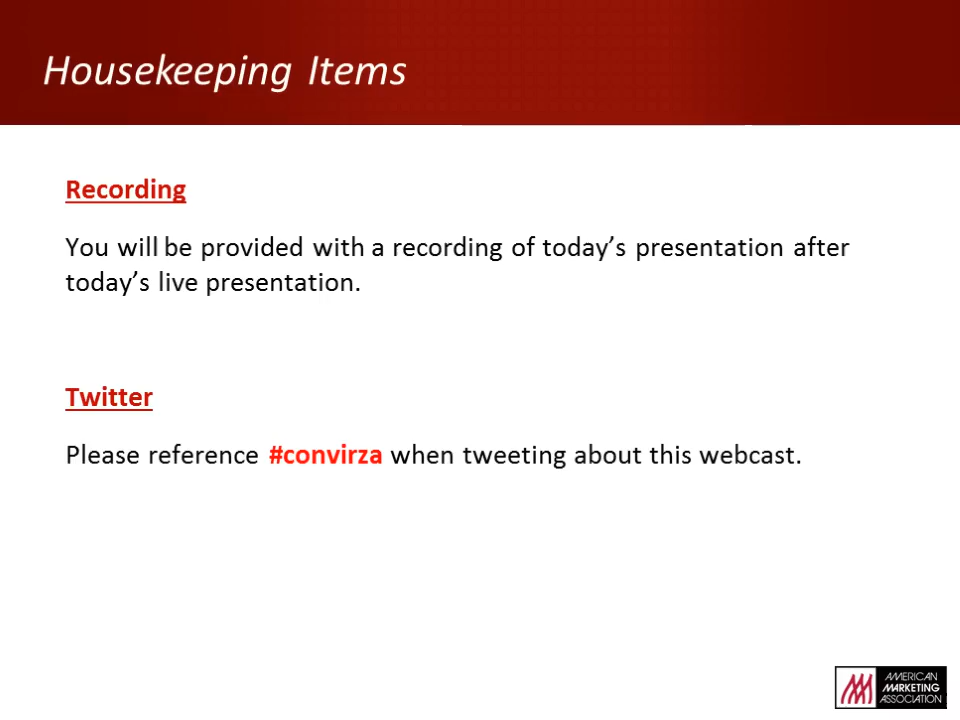 Housekeeping Items
Recording
You will be provided with a recording of today’s presentation after
today’s live presentation.
Twitter
Please reference #convirza when tweeting about this webcast.
AMERICAN
MARKETING
ASSOCIATION